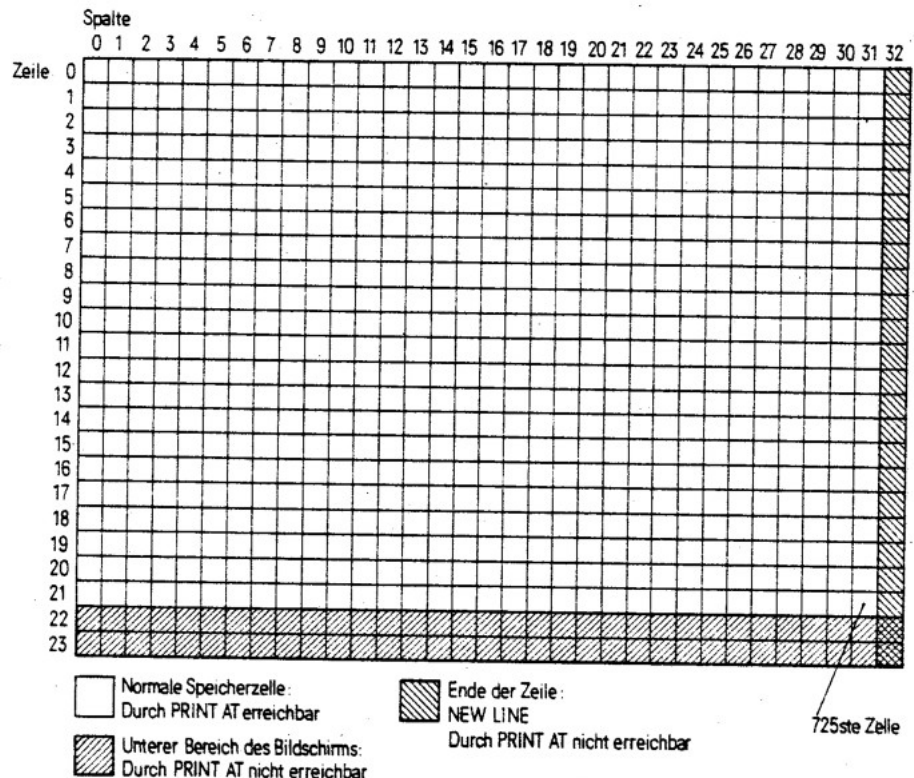 Spalte
0 1 2 3 4 5 6 7 8 9 10 11 12 13 14 15 16 17 18 19 20 21 22 23 24 25 26 27 28 29 30 31 32
Zeile 0
1
2
3
4
5
6
7
8
9
10
11
12
13
14
15
16
17
18
19
20
21
22
23
Normale Speicherzelle:
Durch PRINT AT erreichbar
Unterer Bereich des Bildschirms:
Durch PRINT AT nicht erreichbar
Ende der Zeile:
NEW LINE
Durch PRINT AT nicht erreichbar
725ste Zelle